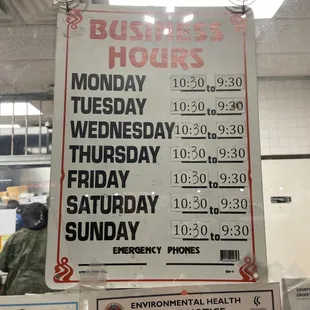 BUSINESS
HOURS
MONDAY 10:30 to 9:30
TUESDAY 10:30 to 9:30
WEDNESDAY 10:30 to 9:30
THURSDAY 10:30 to 9:30
FRIDAY 10:30 to 9:30
SATURDAY 10:30 to 9:30
SUNDAY 10:30 to 9:30
EMERGENCY PHONES
ENVIRONMENTAL HEALTH
NOTICE